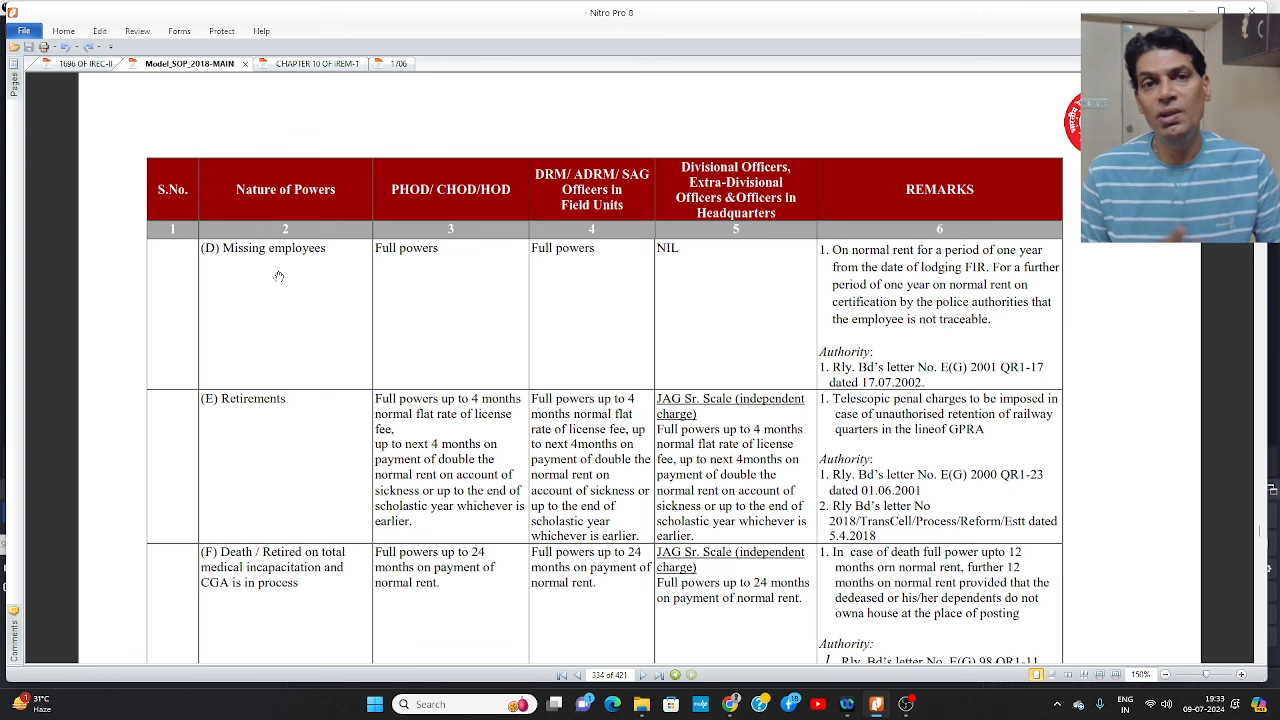 - Nitro Pro 8
File
Home
Edit
Review
Forms
Protect
Help
1696 OF IREC-II
Model_SOP_2018-MAIN
CHAPTER 10 OF IREM-1
1706
Pages
S.No.
Nature of Powers
PHOD/ CHOD/HOD
DRM/ ADRM/ SAG
Officers in
Field Units
Divisional Officers,
Extra-Divisional
Officers &Officers in
Headquarters
REMARKS
1
2
3
4
5
6
(D) Missing employees
Full powers
Full powers
NIL
1. On normal rent for a period of one year
from the date of lodging FIR. For a further
period of one year on normal rent on
certification by the police authorities that
the employee is not traceable.
Authority:
1. Rly. Bd's letter No. E(G) 2001 QR1-17
dated 17.07.2002.
(E) Retirements
Full powers up to 4 months
normal flat rate of license
fee,
up to next 4 months on
payment of double the
normal rent on account of
sickness or up to the end of
scholastic year whichever is
earlier.
Full powers up to 4
months normal flat
rate of license fee, up
to next 4months on
payment of double the
normal rent on
account of sickness or
up to the end of
scholastic year
whichever is earlier.
JAG Sr. Scale (independent
charge)
Full powers up to 4 months
normal flat rate of license
fee, up to next 4months on
payment of double the
normal rent on account of
sickness or up to the end of
scholastic year whichever is
earlier.
1. Telescopic penal charges to be imposed in
case of unauthorised retention of railway
quarters in the lineof GPRA
Authority:
1. Rly. Bd's letter No. E(G) 2000 QR1-23
dated 01.06.2001
2. Rly Bd's letter No
2018/TransCell/Process/Reform/Estt dated
5.4.2018
(F) Death / Retired on total
medical incapacitation and
CGA is in process
Full powers up to 24
months on payment of
normal rent.
Full powers up to 24
months on payment of
normal rent.
JAG Sr. Scale (independent
charge)
Full powers up to 24 months
on payment of normal rent.
1. In case of death full power upto 12
months orn normal rent, further 12
months on normal rent provided that the
dedeased or his/her dependents do not
owna house at the place of posting
Authority:
1. Rly. Bd's letter No. E(G) 98 QR1-11
Comments
334 of 421
150%
31°C
Haze
Search
ENG
IN
19:33
09-07-2024